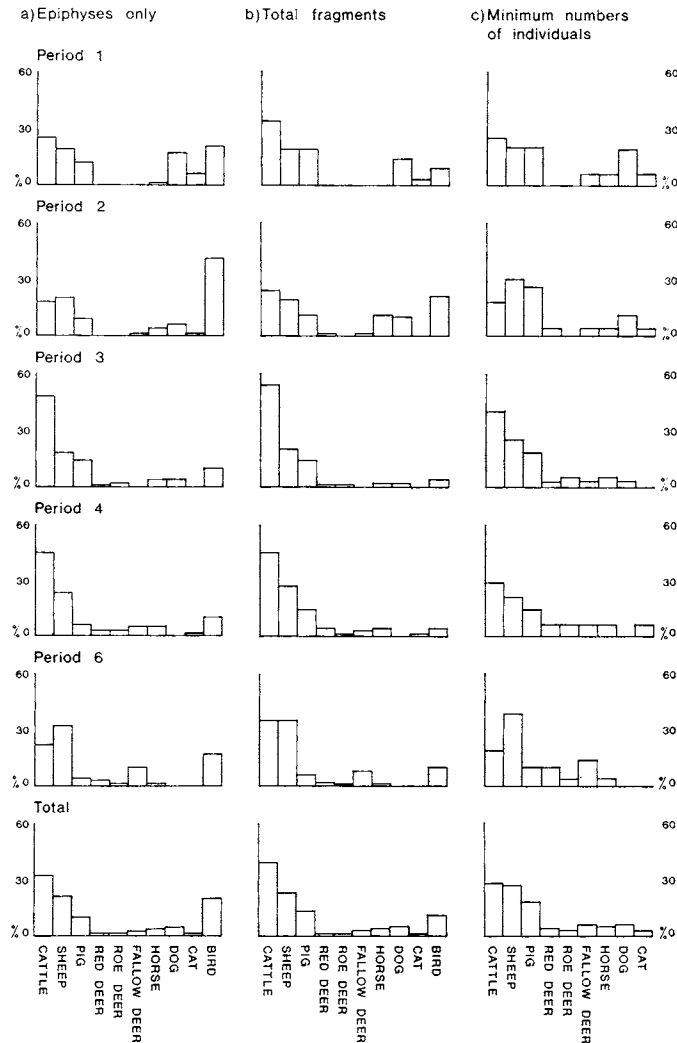 a) Epiphyses only
b) Total fragments
c) Minimum numbers
of individuals
Period 1
60
30
% 0
60
30
% 0
Period 2
60
30
% 0
60
30
% 0
Period 3
60
30
% 0
60
30
% 0
Period 4
60
30
% 0
60
30
% 0
Period 6
60
30
% 0
60
30
% 0
Total
60
30
% 0
60
30
% 0
CATTLE
SHEEP
PIG
RED DEER
ROE DEER
FALLOW DEER
HORSE
DOG
CAT
BIRD
CATTLE
SHEEP
PIG
RED DEER
ROE DEER
FALLOW DEER
HORSE
DOG
CAT
BIRD
CATTLE
SHEEP
PIG
RED DEER
ROE DEER
FALLOW DEER
HORSE
DOG
CAT